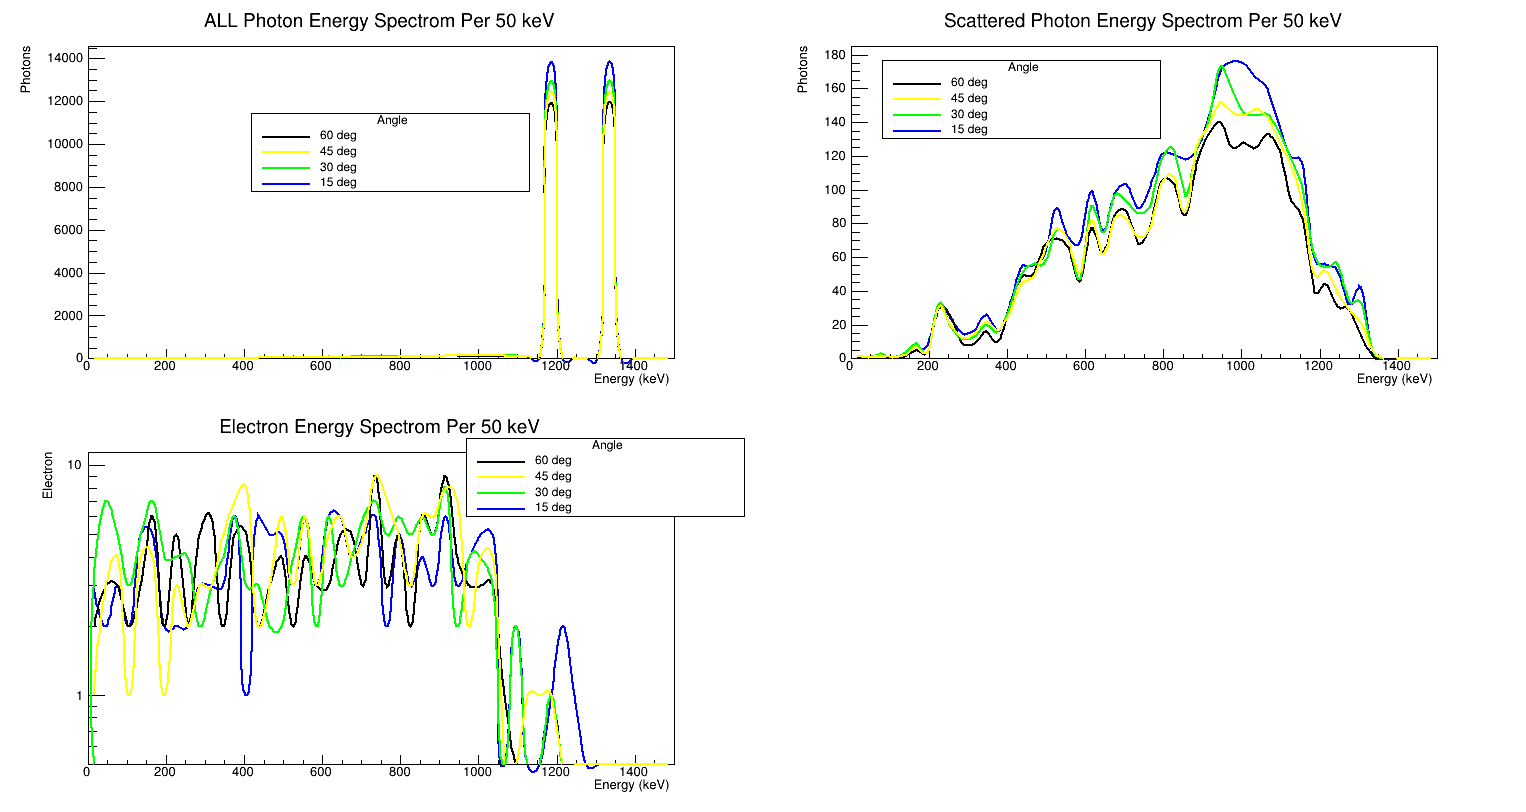 ALL Photon Energy Spectrom Per 50 keV
Photons
14000
12000
10000
8000
6000
4000
2000
0
Angle
60 deg
45 deg
30 deg
15 deg
0 200 400 600 800 1000 1200 1400
Energy (keV)
Scattered Photon Energy Spectrom Per 50 keV
Photons
180
160
140
120
100
80
60
40
20
0
Angle
60 deg
45 deg
30 deg
15 deg
0 200 400 600 800 1000 1200 1400
Energy (keV)
Electron Energy Spectrom Per 50 keV
Electron
10
1
Angle
60 deg
45 deg
30 deg
15 deg
0 200 400 600 800 1000 1200 1400
Energy (keV)